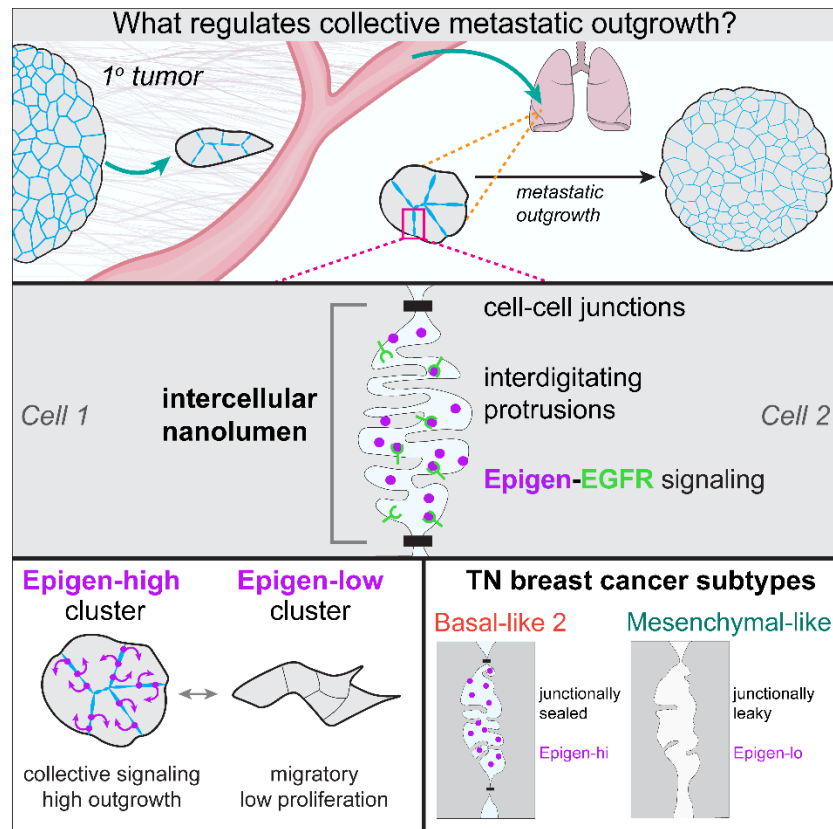 What regulates collective metastatic outgrowth?
1º tumor
metastatic
outgrowth
cell-cell junctions
Cell 1
intercellular
nanolumen
interdigitating
protrusions
Cell 2
Epigen-EGFR signaling
Epigen-high
cluster
Epigen-low
cluster
collective signaling
high outgrowth
migratory
low proliferation
TN breast cancer subtypes
Basal-like 2
Mesenchymal-like
junctionally
sealed
Epigen-hi
junctionally
leaky
Epigen-lo